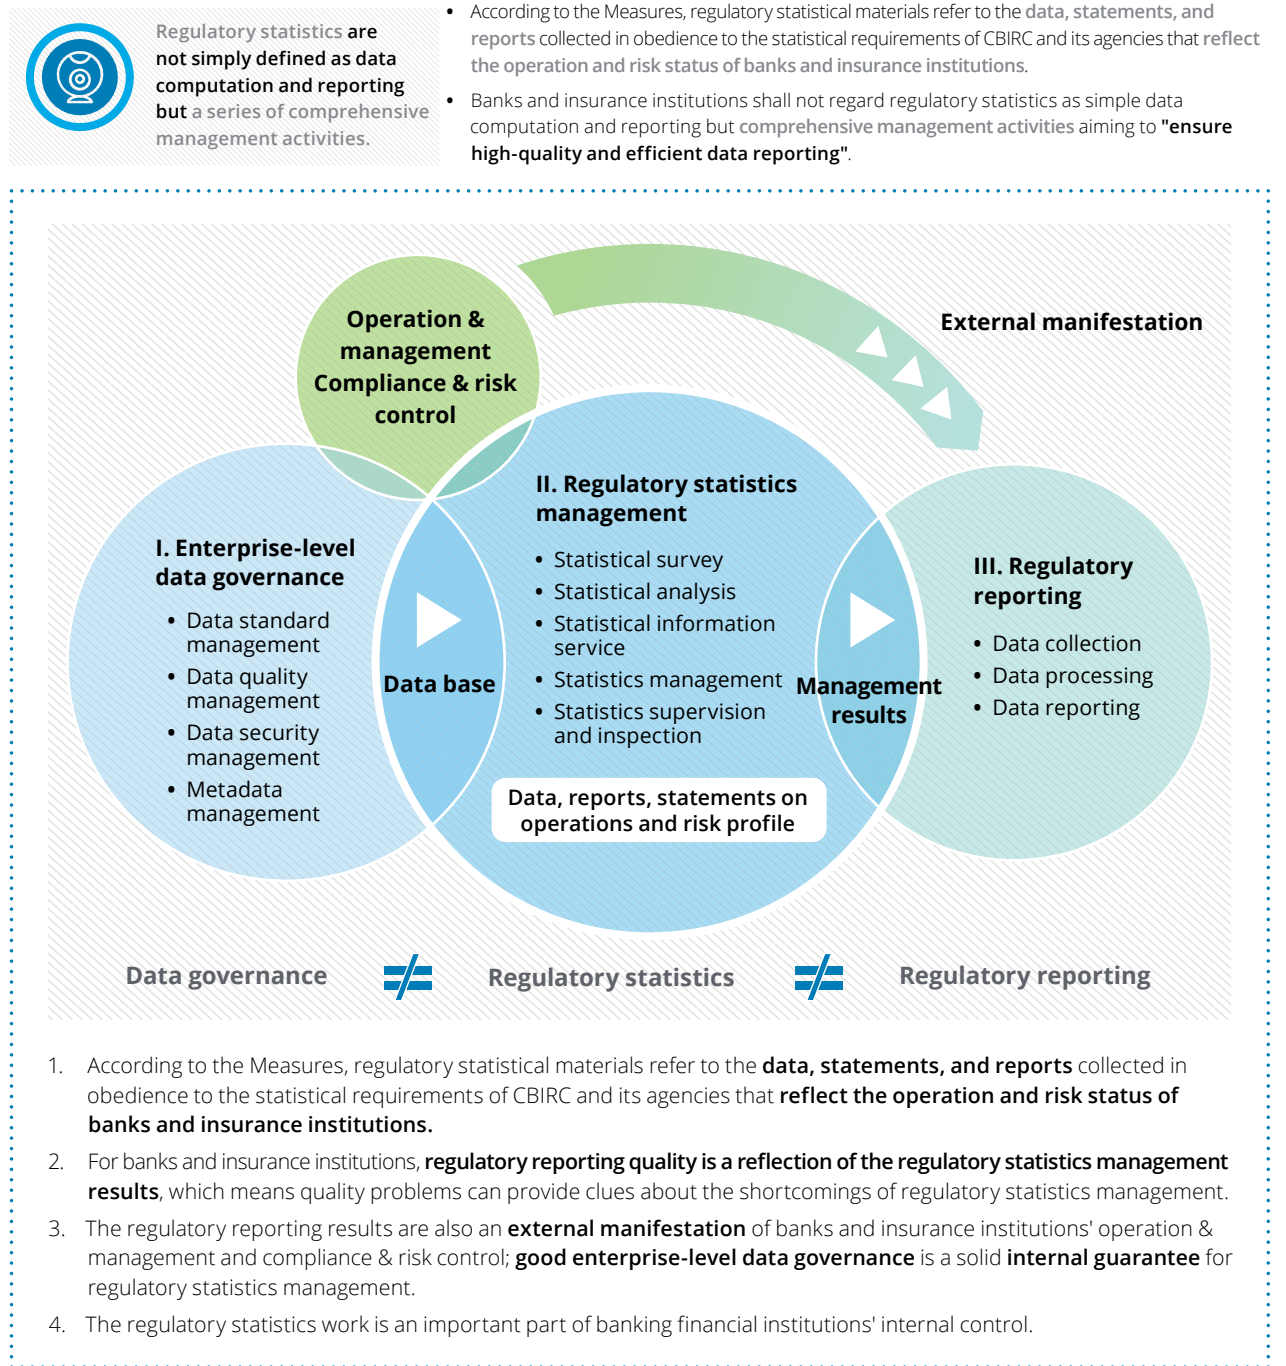 Regulatory statistics are
not simply defined as data
computation and reporting
but a series of comprehensive
management activities.
• According to the Measures, regulatory statistical materials refer to the data, statements, and
reports collected in obedience to the statistical requirements of CBIRC and its agencies that reflect
the operation and risk status of banks and insurance institutions.
• Banks and insurance institutions shall not regard regulatory statistics as simple data
computation and reporting but comprehensive management activities aiming to "ensure
high-quality and efficient data reporting".
Operation &
management
Compliance & risk
control
External manifestation
I. Enterprise-level
data governance
• Data standard
management
• Data quality
management
• Data security
management
• Metadata
management
Data base
II. Regulatory statistics
management
• Statistical survey
• Statistical analysis
• Statistical information
service
• Statistics management
• Statistics supervision
and inspection
Data, reports, statements on
operations and risk profile
Management
results
III. Regulatory
reporting
• Data collection
• Data processing
• Data reporting
Data governance ≠ Regulatory statistics ≠ Regulatory reporting
1. According to the Measures, regulatory statistical materials refer to the data, statements, and reports collected in
obedience to the statistical requirements of CBIRC and its agencies that reflect the operation and risk status of
banks and insurance institutions.
2. For banks and insurance institutions, regulatory reporting quality is a reflection of the regulatory statistics management
results, which means quality problems can provide clues about the shortcomings of regulatory statistics management.
3. The regulatory reporting results are also an external manifestation of banks and insurance institutions' operation &
management and compliance & risk control; good enterprise-level data governance is a solid internal guarantee for
regulatory statistics management.
4. The regulatory statistics work is an important part of banking financial institutions' internal control.